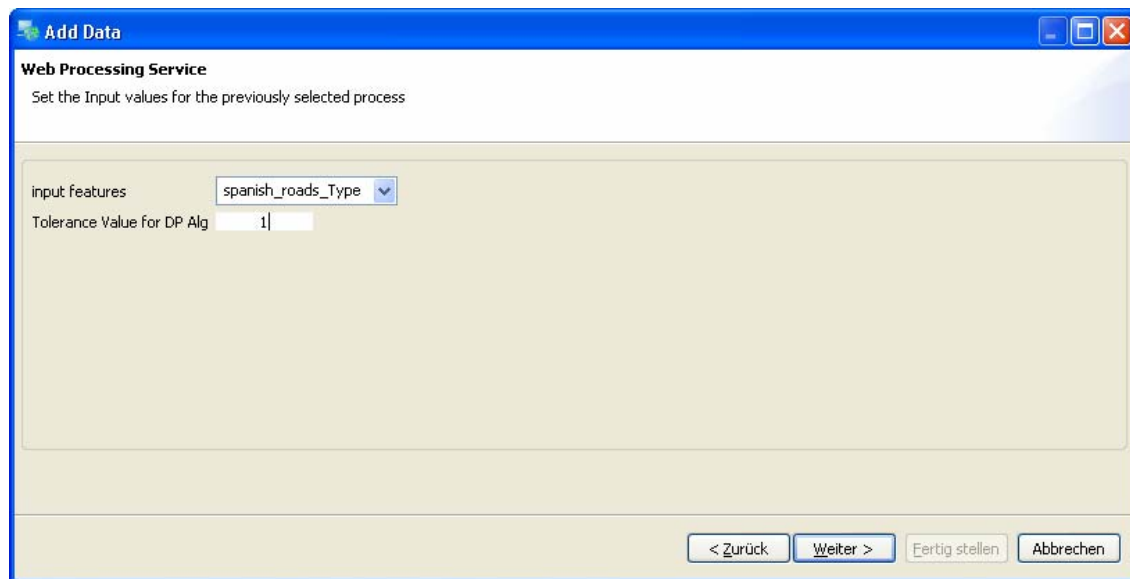 Add Data
Web Processing Service
Set the Input values for the previously selected process
input features spanish_roads_Type
Tolerance Value for DP Alg 1
< Zurück Weiter > Fertig stellen Abbrechen